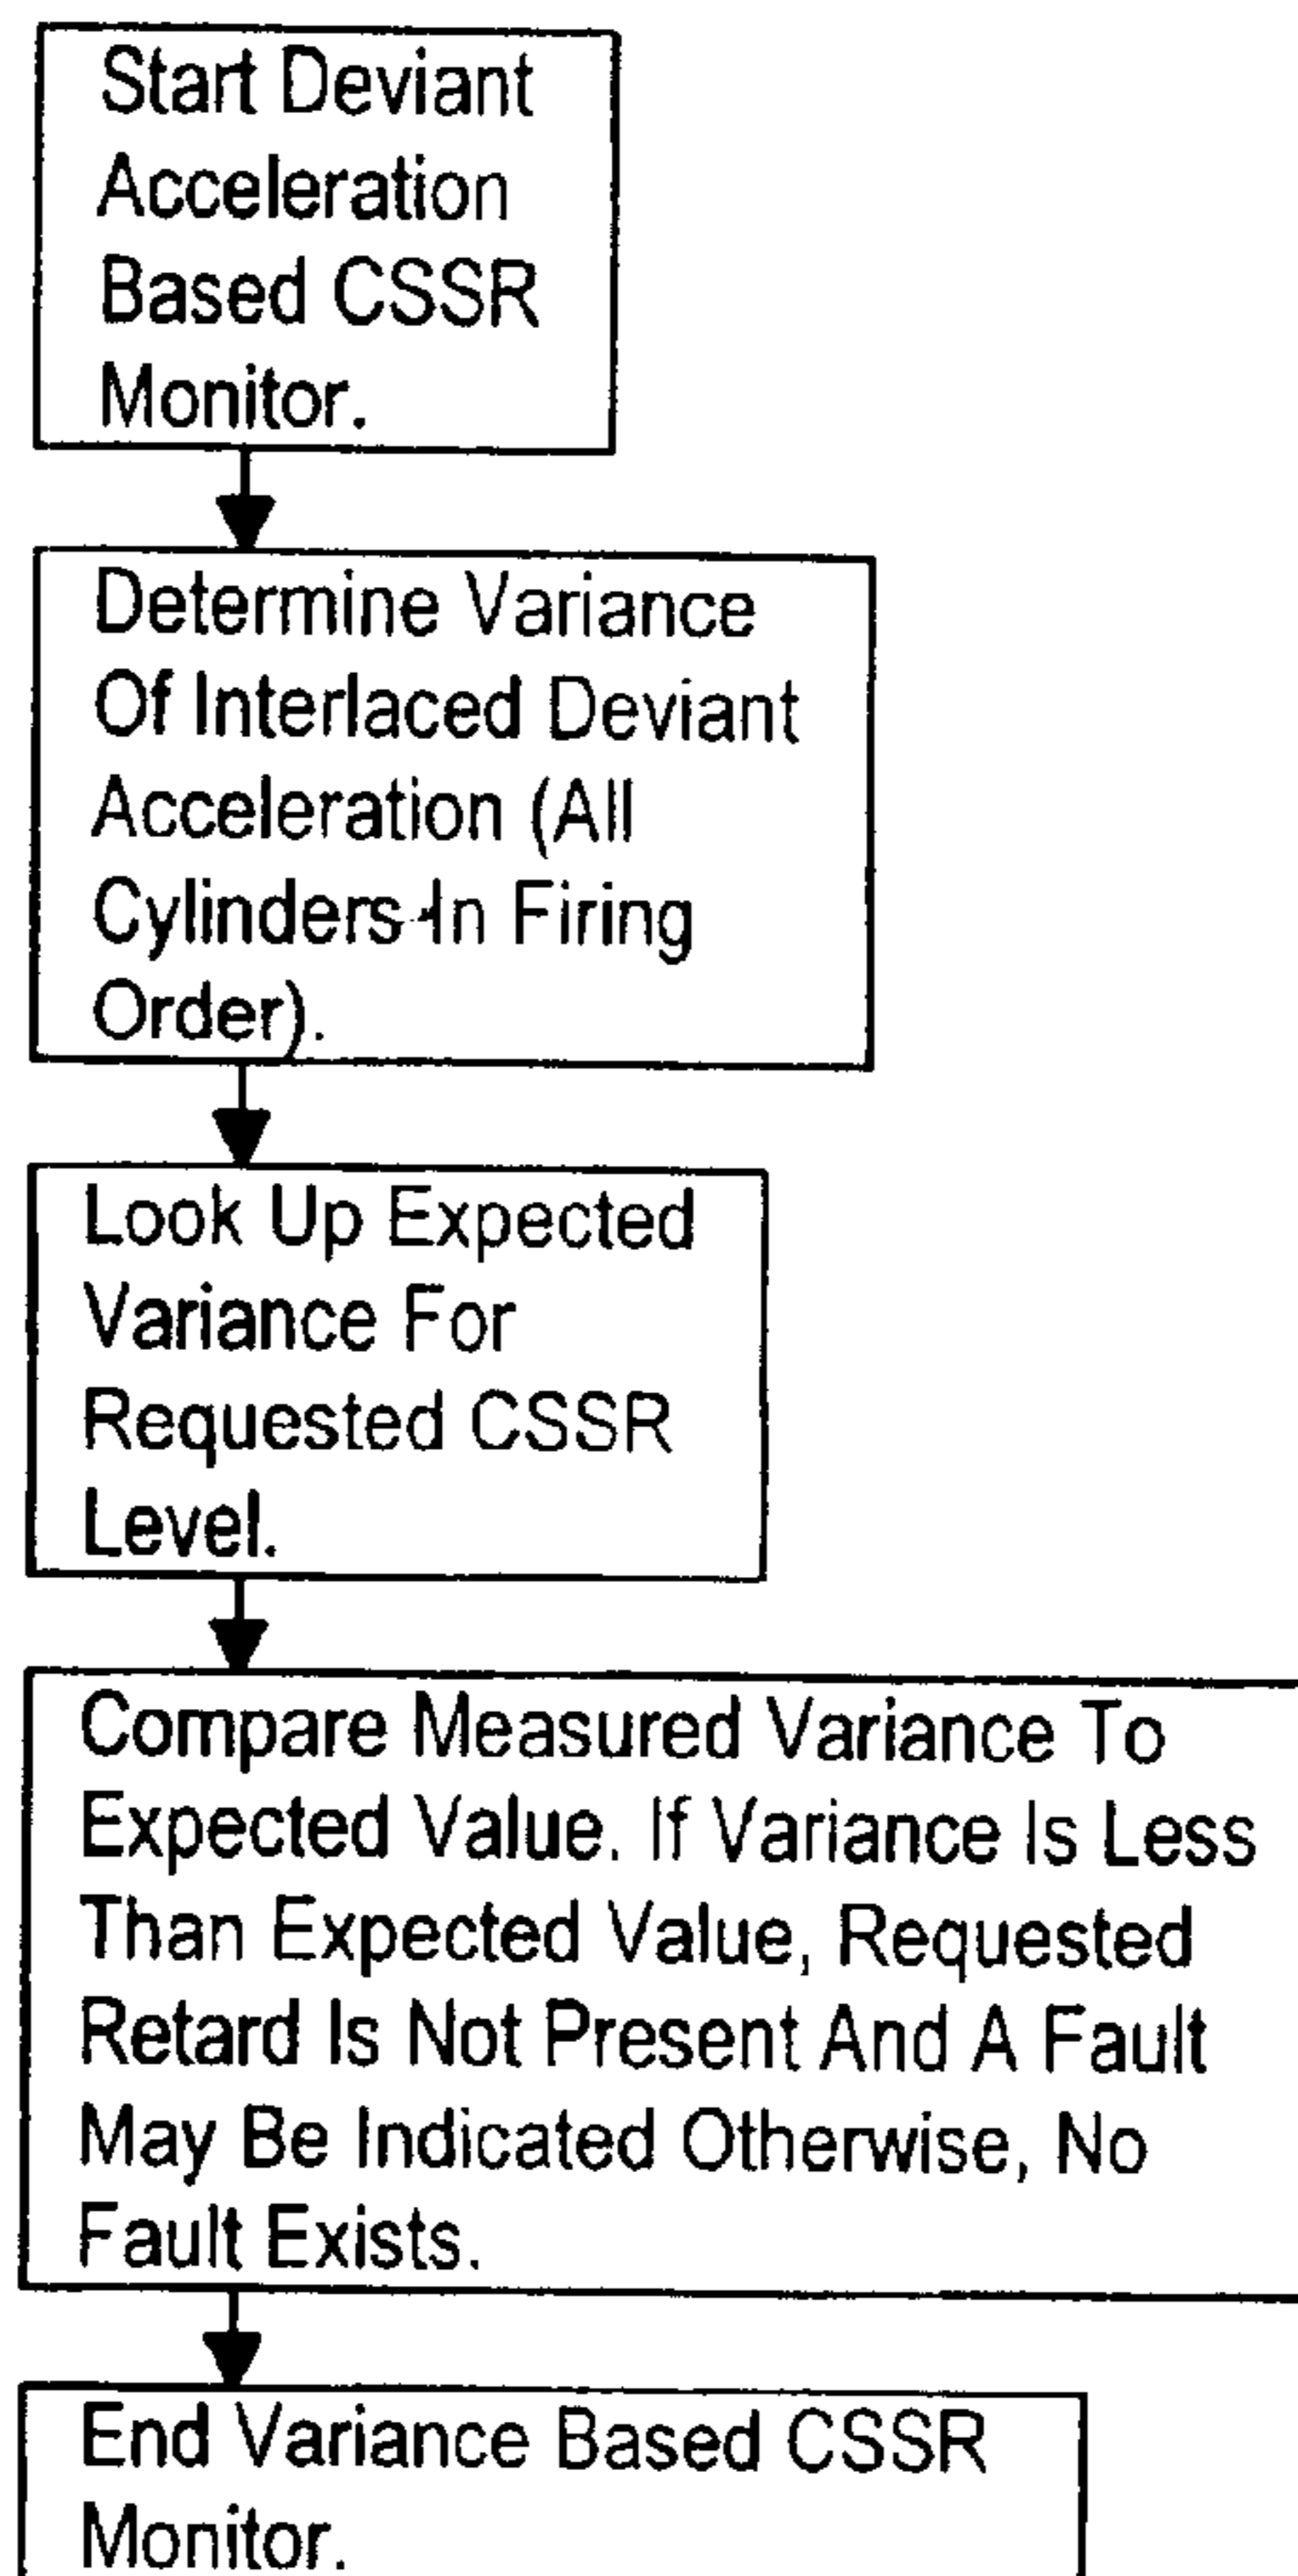 Start Deviant
Acceleration
Based CSSR
Monitor.
Determine Variance
Of Interlaced Deviant
Acceleration (All
Cylinders In Firing
Order).
Look Up Expected
Variance For
Requested CSSR
Level.
Compare Measured Variance To
Expected Value. If Variance Is Less
Than Expected Value, Requested
Retard Is Not Present And A Fault
May Be Indicated Otherwise, No
Fault Exists.
End Variance Based CSSR
Monitor.